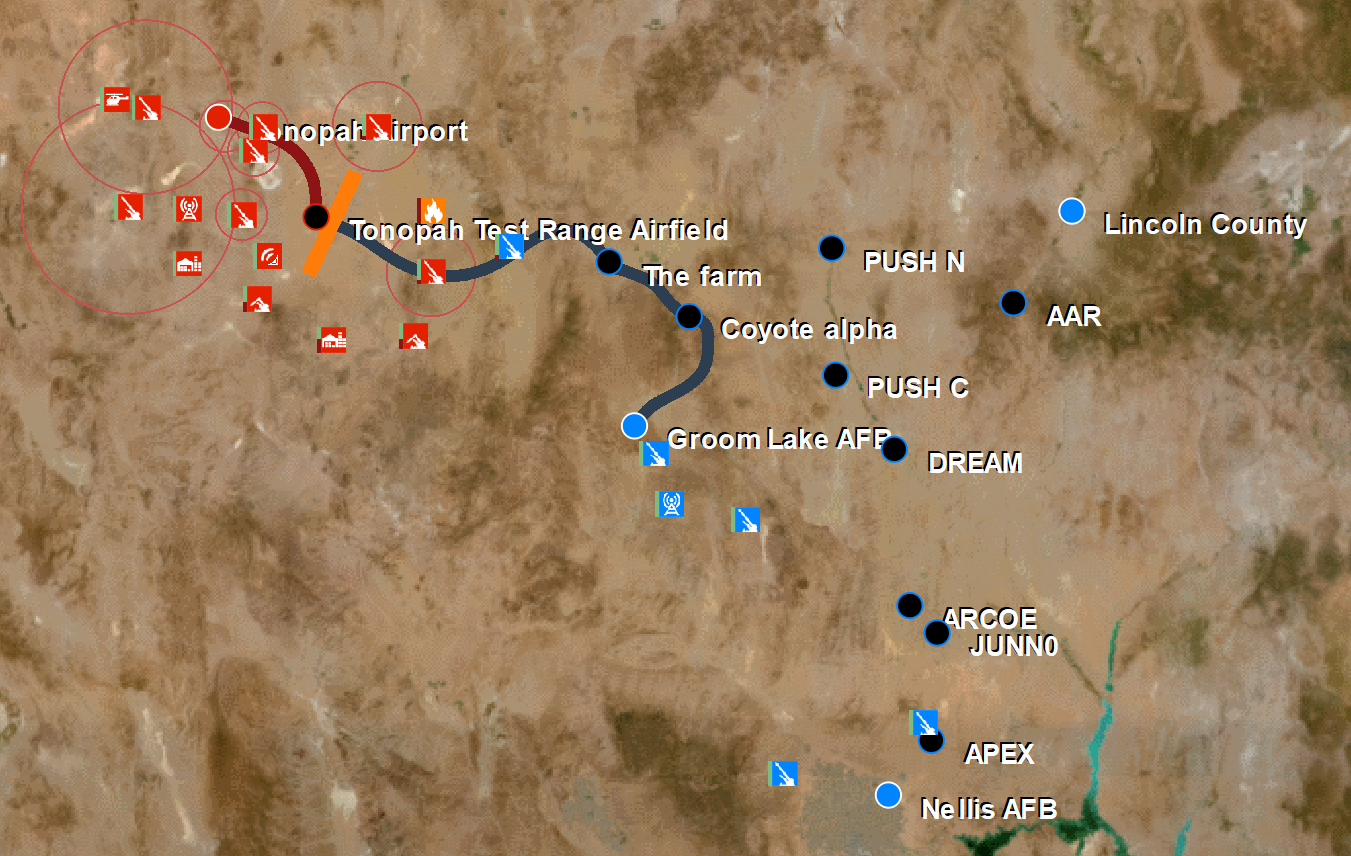 Tonopah Airport
Lincoln County
Tonopah Test Range Airfield
PUSH N
The farm
AAR
Coyote alpha
PUSH C
Groom Lake AFB
DREAM
ARCOE
JUNN0
APEX
Nellis AFB